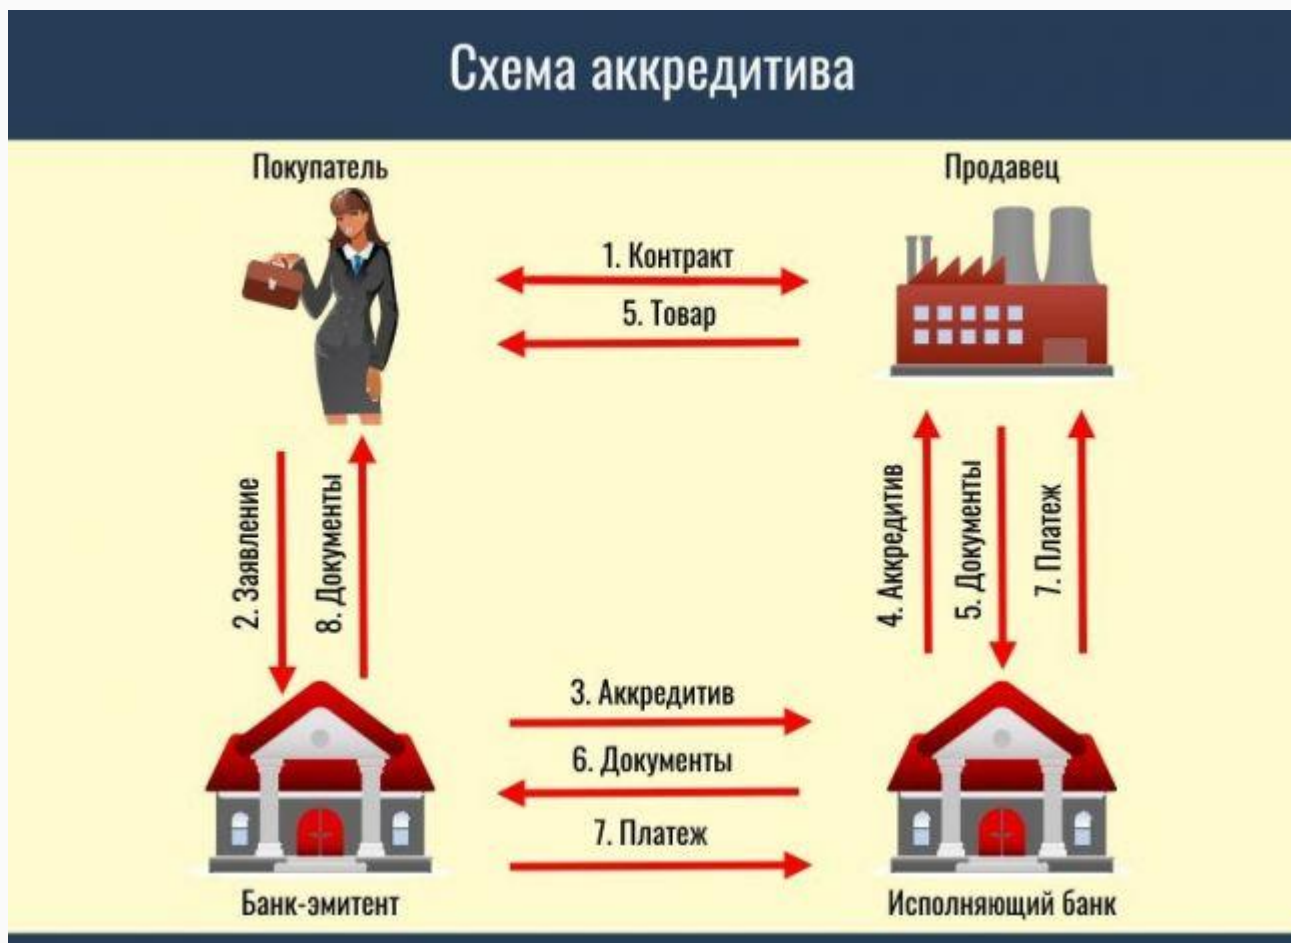 Схема аккредитива
Покупатель
Продавец
1. Контракт
5. Товар
2. Заявление
8. Документы
4. Аккредитив
5. Документы
7. Платеж
3. Аккредитив
6. Документы
7. Платеж
Банк-эмитент
Исполняющий банк